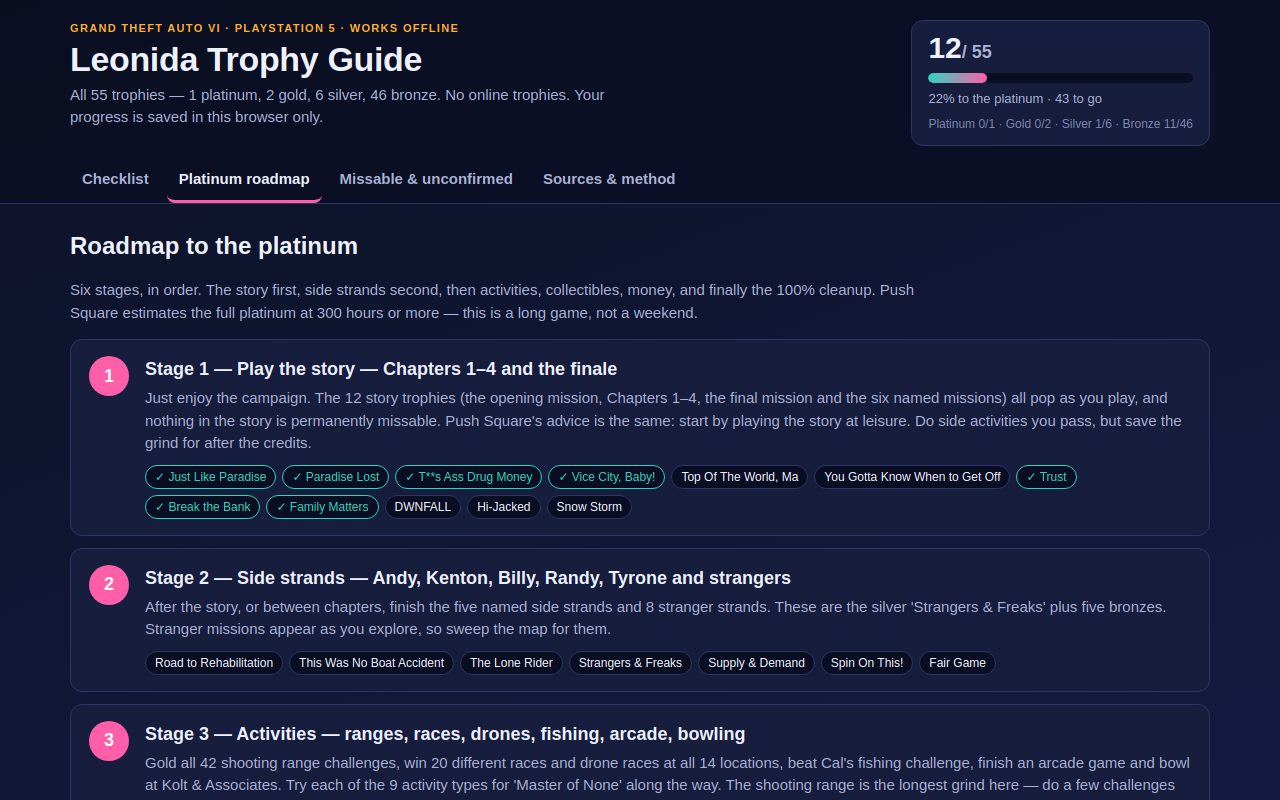 GRAND THEFT AUTO VI · PLAYSTATION 5 · WORKS OFFLINE
Leonida Trophy Guide
All 55 trophies — 1 platinum, 2 gold, 6 silver, 46 bronze. No online trophies. Your
progress is saved in this browser only.
12/ 55
22% to the platinum · 43 to go
Platinum 0/1 · Gold 0/2 · Silver 1/6 · Bronze 11/46
Checklist
Platinum roadmap
Missable & unconfirmed
Sources & method
Roadmap to the platinum
Six stages, in order. The story first, side strands second, then activities, collectibles, money, and finally the 100% cleanup. Push
Square estimates the full platinum at 300 hours or more — this is a long game, not a weekend.
1
Stage 1 — Play the story — Chapters 1–4 and the finale
Just enjoy the campaign. The 12 story trophies (the opening mission, Chapters 1–4, the final mission and the six named missions) all pop as you play, and
nothing in the story is permanently missable. Push Square's advice is the same: start by playing the story at leisure. Do side activities you pass, but save the
grind for after the credits.
✓ Just Like Paradise
✓ Paradise Lost
✓ T**s Ass Drug Money
✓ Vice City, Baby!
Top Of The World, Ma
You Gotta Know When to Get Off
✓ Trust
✓ Break the Bank
✓ Family Matters
DWNFALL
Hi-Jacked
Snow Storm
2
Stage 2 — Side strands — Andy, Kenton, Billy, Randy, Tyrone and strangers
After the story, or between chapters, finish the five named side strands and 8 stranger strands. These are the silver 'Strangers & Freaks' plus five bronzes.
Stranger missions appear as you explore, so sweep the map for them.
Road to Rehabilitation
This Was No Boat Accident
The Lone Rider
Strangers & Freaks
Supply & Demand
Spin On This!
Fair Game
3
Stage 3 — Activities — ranges, races, drones, fishing, arcade, bowling
Gold all 42 shooting range challenges, win 20 different races and drone races at all 14 locations, beat Cal's fishing challenge, finish an arcade game and bowl
at Kolt & Associates. Try each of the 9 activity types for 'Master of None' along the way. The shooting range is the longest grind here — do a few challenges